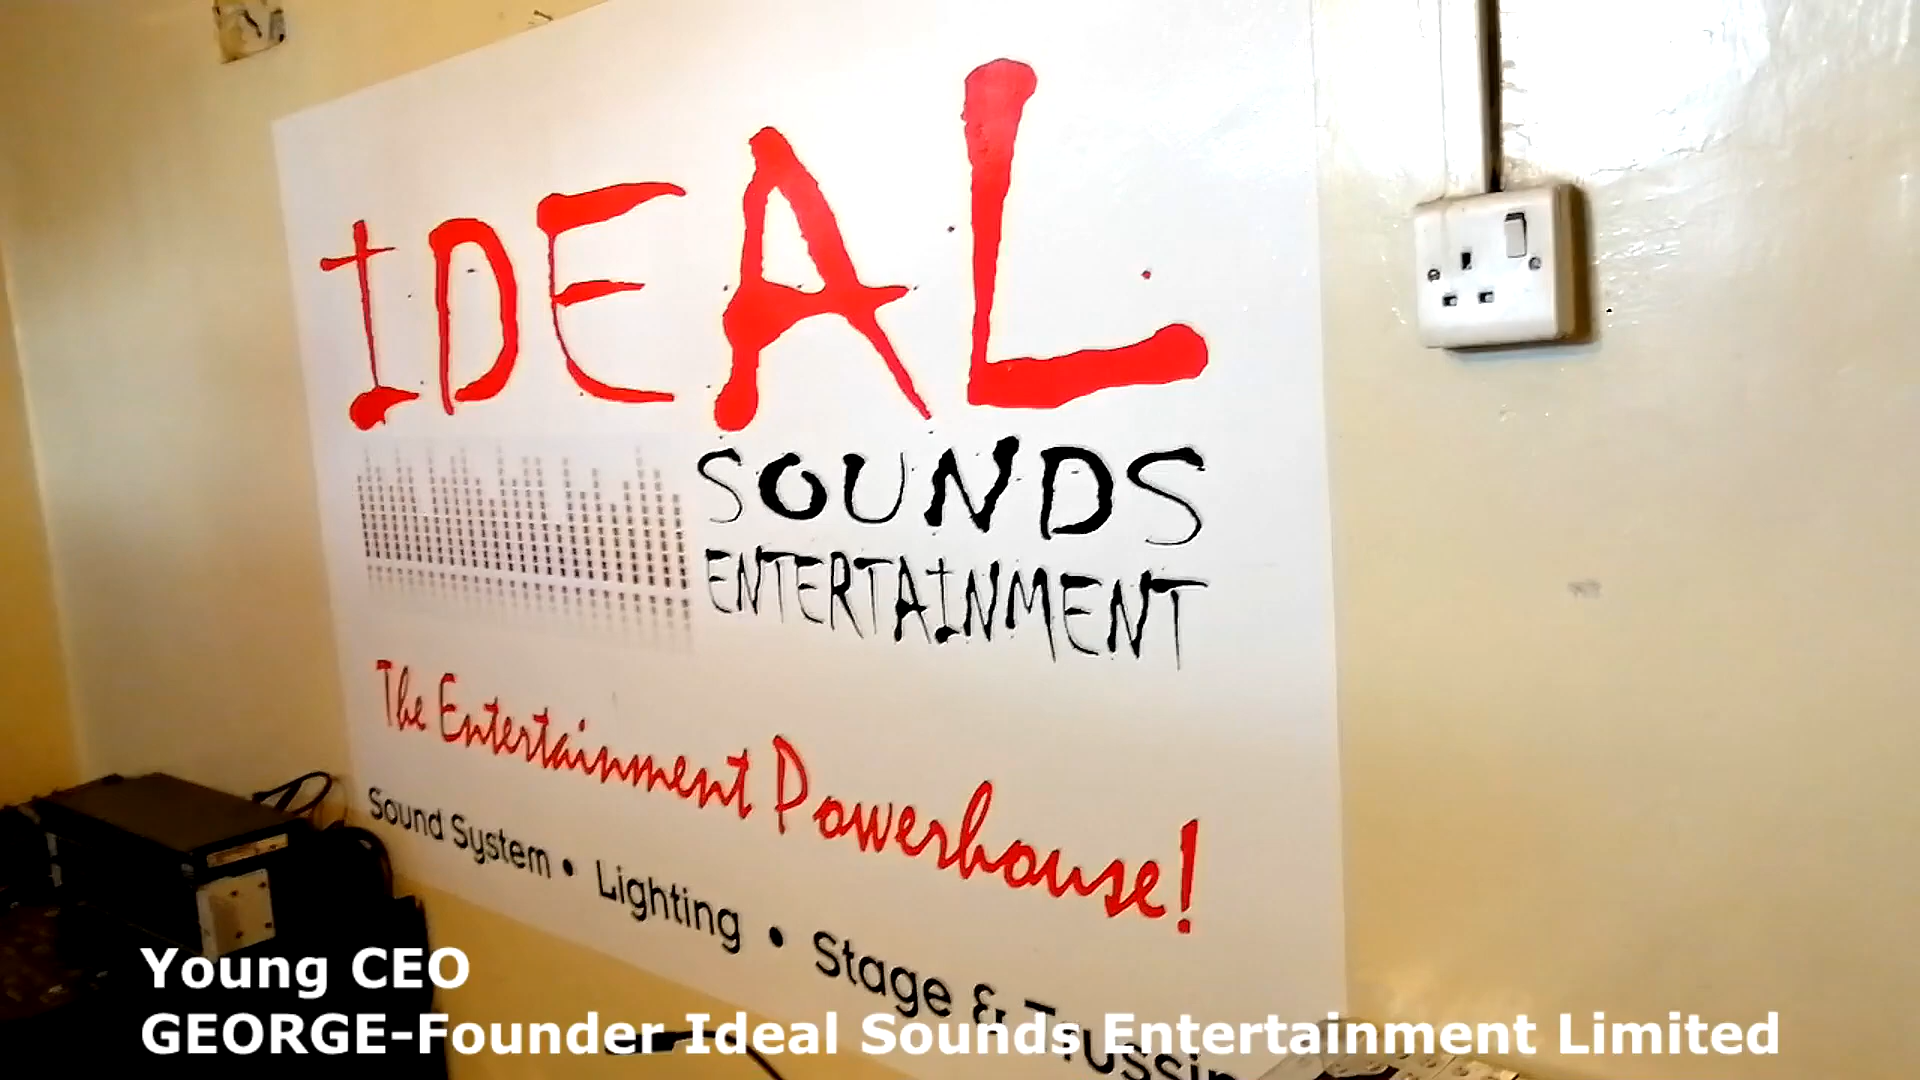 IDEAL
SOUNDS
ENTERTAINMENT
The Entertainment Powerhouse!
Sound System • Lighting • Stage &
Young CEO
GEORGE-Founder Ideal Sounds Entertainment Limited